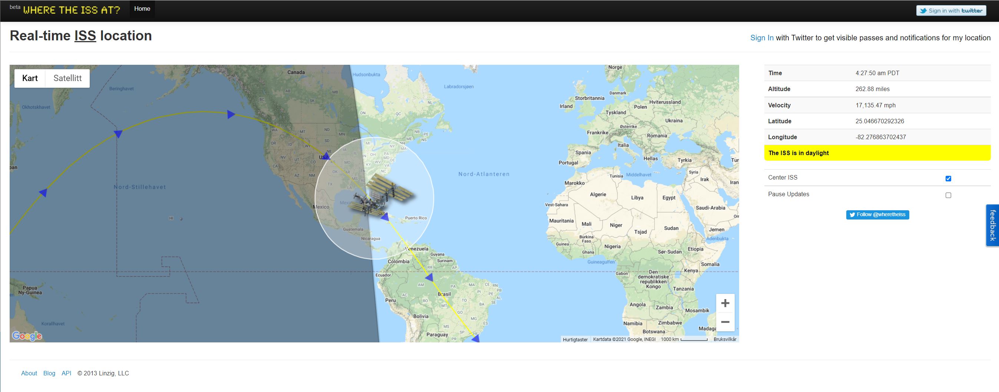 beta WHERE THE ISS AT? Home
Sign in with twitter
Real-time ISS location
Sign In with Twitter to get visible passes and notifications for my location
Kart Satellitt
Time 4:27:50 am PDT
Altitude 262.88 miles
Velocity 17,135.47 mph
Latitude 25.046670292326
Longitude -82.276863702437
The ISS is in daylight
Center ISS
Pause Updates
Follow @wheretheiss
feedback
Canada
Hudsonbukta
Beringhavet
Okhotskhavet
Labradorsjøen
AB
MB
BC
SK
NL
ON
QC
NB
PE
ME
NS
WA
MT
ND
MN
SD
OR
ID
WY
NE
IA
MI
NY
NH
MA
NV
UT
CO
USA
KS
MO
IL
IN
OH
PA
MD
DE
KY
WV
VA
CA
AZ
NM
OK
AR
TN
NC
TX
LA
MS
AL
Norge
Danmark
Storbritannia
Irland
Hviterussland
Polen
Tyskland
Ukraina
Østerrike
Frankrike
Romania
Italia
Spania
Portugal
Hellas
Tyrkia
Syria
Irak
Iran
Tunisia
Middelhavet
Marokko
Algerie
Libya
Egypt
Vest-Sahara
Saudi-Arabia
Mauritania
Mali
Niger
Tsjad
Sudan
Jemen
Adenbukta
Burkina
Faso
Guinea
Ghana
Nigeria
Sør-Sudan
Etiopia
Somalia
Guineagulfen
Gabon
Den
demokratiske
republikken
Kongo
Kenya
Tanzania
Angola
Zambia
Mosambik
Namibia
Zimbabwe
Botswana
Nord-Atlanteren
Nord-Stillehavet
HI
Mexico
Cuba
Puerto Rico
Guatemala
Nicaragua
Venezuela
Guyana
Surinam
Colombia
RR
AP
Ecuador
AM
PA
MA
CE
RN
PB
PI
PE
AL
SE
AC
RO
Brasil
TO
BA
MT
GO
Peru
Bolivia
MG
ES
MS
SP
RJ
Paraguay
PR
Papua
Ny-Guinea
Korallhavet
Google
Hurtigtaster Kartdata ©2021 Google, INEGI 1000 km Bruksvilkår
About Blog API © 2013 Linzig, LLC